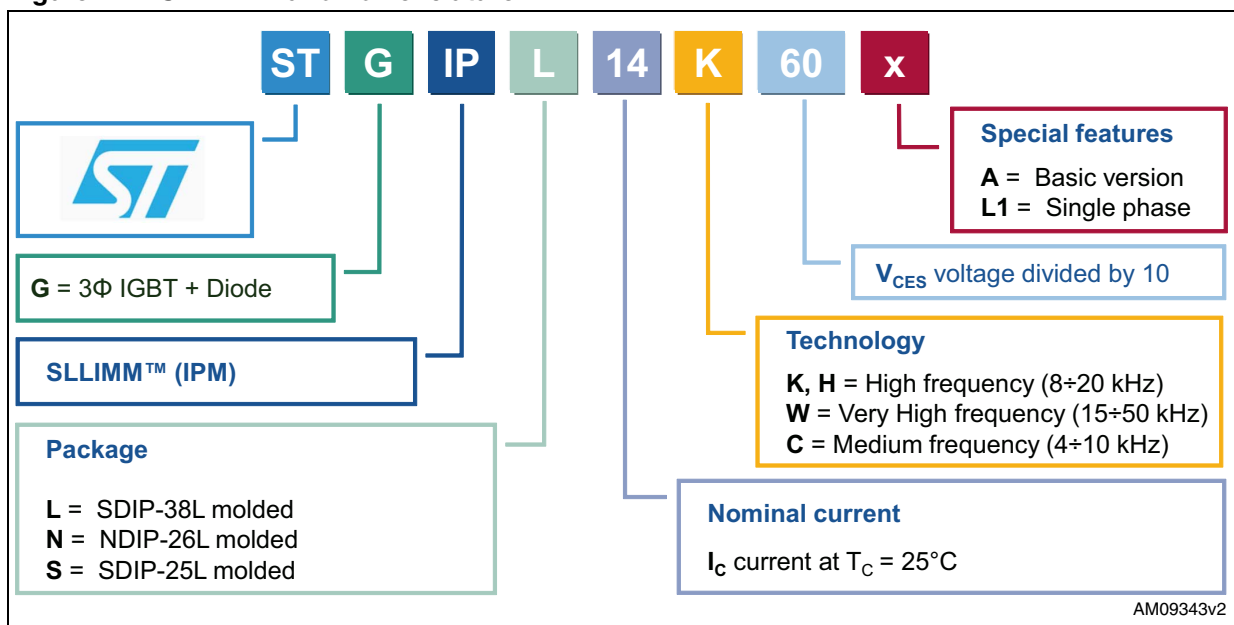 ST G IP L 14 K 60 x
ST
G = 3Φ IGBT + Diode
SLLIMM™ (IPM)
Package
L = SDIP-38L molded
N = NDIP-26L molded
S = SDIP-25L molded
Special features
A = Basic version
L1 = Single phase
VCES voltage divided by 10
Technology
K, H = High frequency (8÷20 kHz)
W = Very High frequency (15÷50 kHz)
C = Medium frequency (4÷10 kHz)
Nominal current
IC current at TC = 25°C
AM09343v2